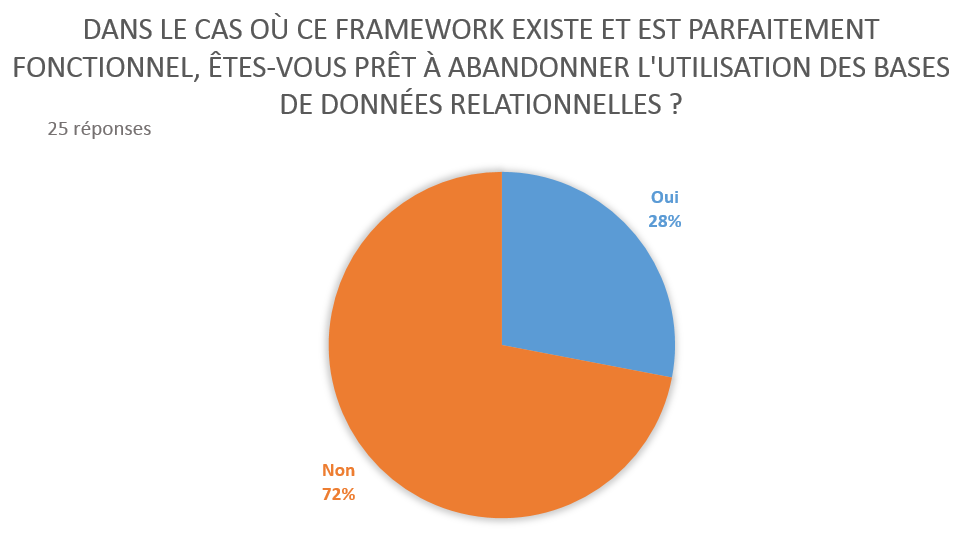 DANS LE CAS OÙ CE FRAMEWORK EXISTE ET EST PARFAITEMENT
FONCTIONNEL, ÊTES-VOUS PRÊT À ABANDONNER L'UTILISATION DES BASES
DE DONNÉES RELATIONNELLES ?
25 réponses
Oui
28%
Non
72%